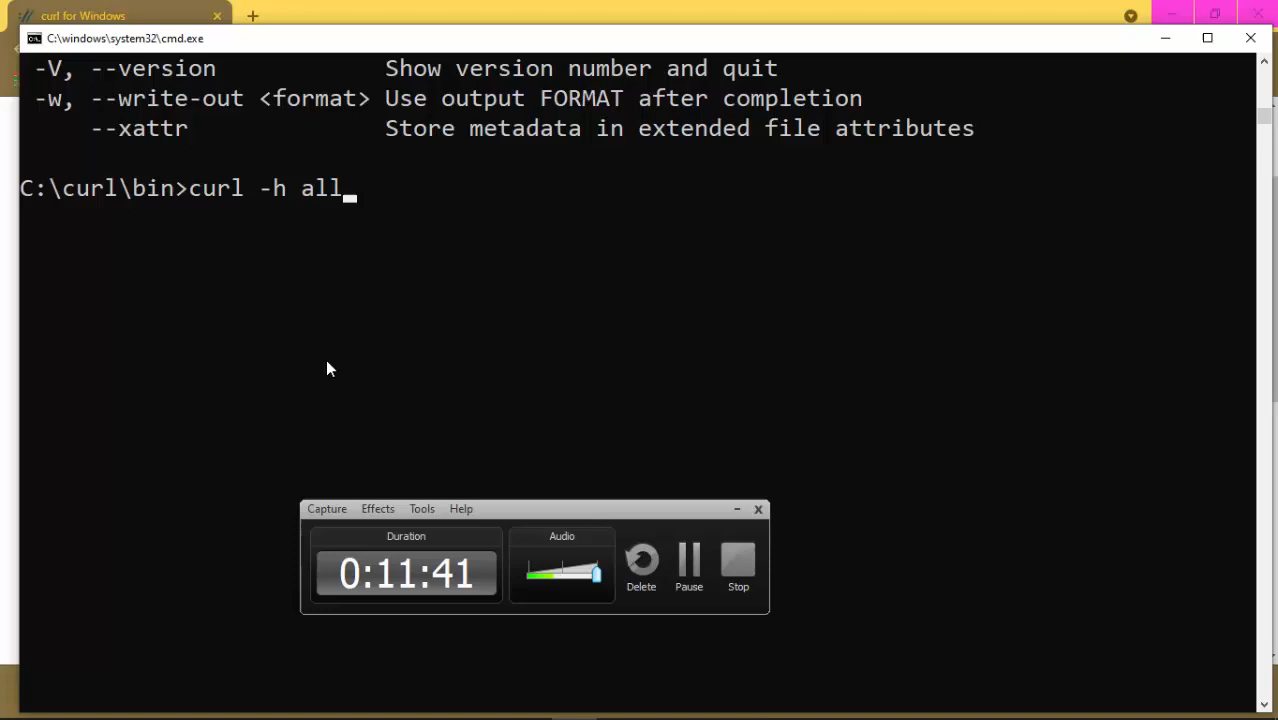 curl for Windows
C:\windows\system32\cmd.exe
-V, --version Show version number and quit
-w, --write-out <format> Use output FORMAT after completion
--xattr Store metadata in extended file attributes
C:\curl\bin>curl -h all
Capture Effects Tools Help
Duration Audio
0:11:41
Delete Pause Stop